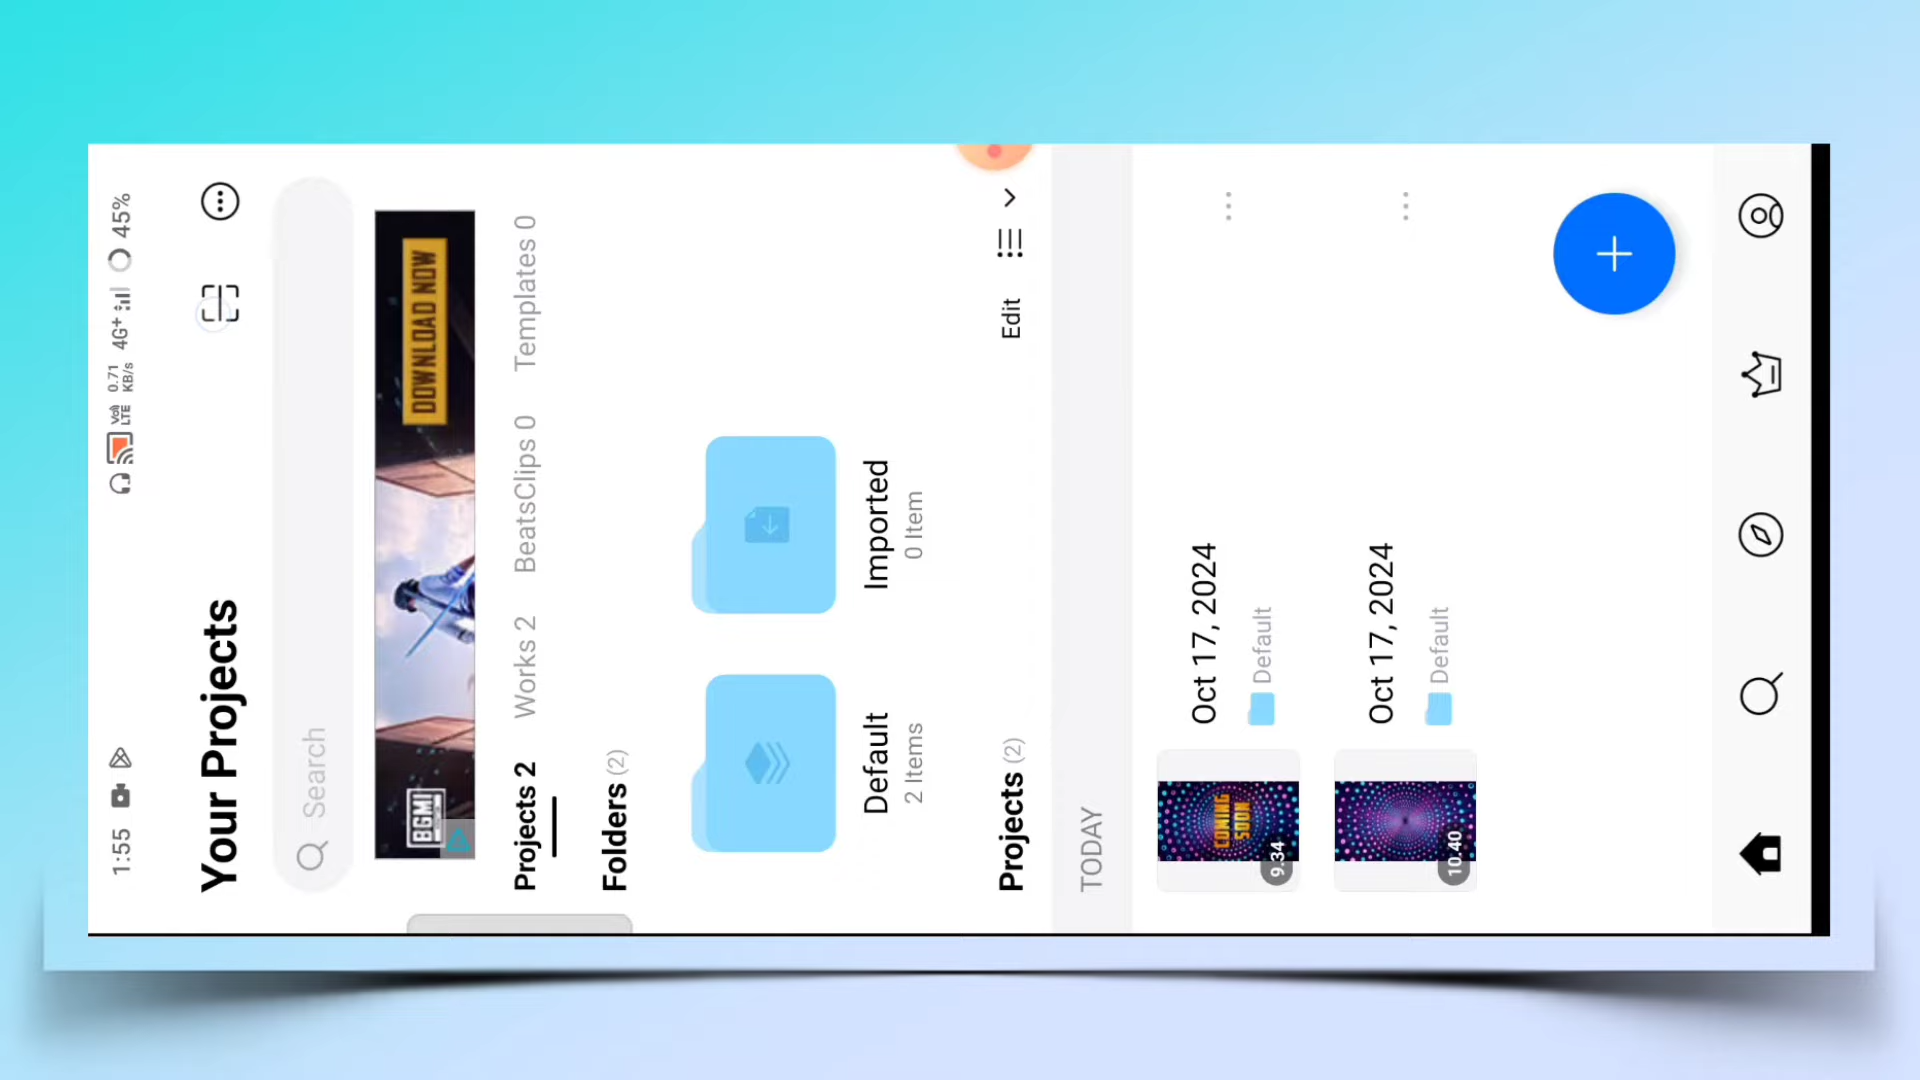 1:55
0.71 KB/s
4G+
45%
Vo) LTE
Your Projects
Search
BGMI
DOWNLOAD NOW
Projects 2
Works 2
BeatsClips 0
Templates 0
Folders (2)
Default
2 Items
Imported
0 Item
Projects (2)
Edit
TODAY
COMING SOON
9.34
Oct 17, 2024
Default
10.40
Oct 17, 2024
Default